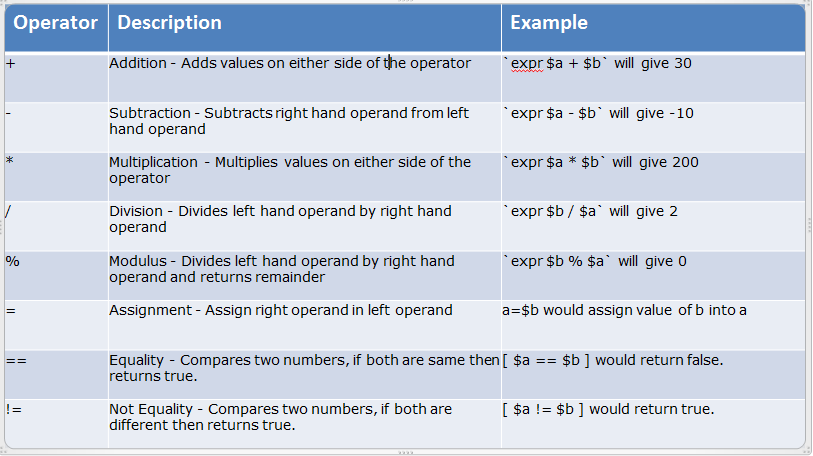 Operator Description Example
+ Addition - Adds values on either side of the operator `expr $a + $b` will give 30
- Subtraction - Subtracts right hand operand from left `expr $a - $b` will give -10
hand operand
* Multiplication - Multiplies values on either side of the `expr $a * $b` will give 200
operator
/ Division - Divides left hand operand by right hand `expr $b / $a` will give 2
operand
% Modulus - Divides left hand operand by right hand `expr $b % $a` will give 0
operand and returns remainder
= Assignment - Assign right operand in left operand a=$b would assign value of b into a
== Equality - Compares two numbers, if both are same then [ $a == $b ] would return false.
returns true.
!= Not Equality - Compares two numbers, if both are [ $a != $b ] would return true.
different then returns true.